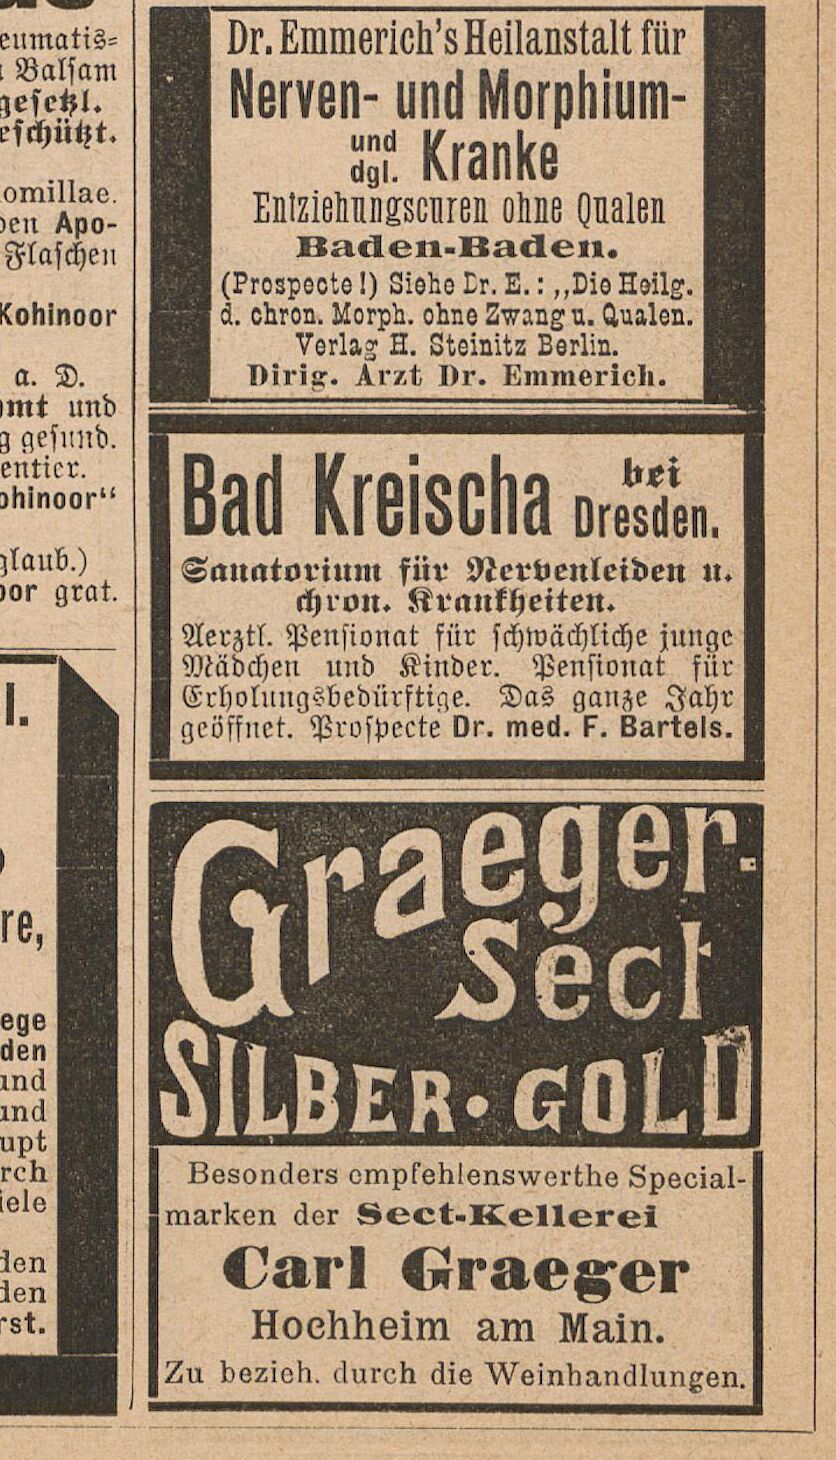 eumatis=
Balsam
gesetzl.
eschützt.
omillae.
ben Apo-
Flaschen
Kohinoor
a. D.
omt und
g gesund.
entier.
ohinoor“
glaub.)
oor grat.
l.
re,
ege
den
und
und
upt
rch
iele
den
den
rst.
Dr. Emmerich's Heilanstalt für
Nerven- und Morphium-
und dgl. Kranke
Entziehungscuren ohne Qualen
Baden-Baden.
(Prospecte!) Siehe Dr. E.: „Die Heilg.
d. chron. Morph. ohne Zwang u. Qualen.
Verlag H. Steinitz Berlin.
Dirig. Arzt Dr. Emmerich.
Bad Kreischa bei Dresden.
Sanatorium für Nervenleiden u.
chron. Krankheiten.
Aerztl. Pensionat für schwächliche junge
Mädchen und Kinder. Pensionat für
Erholungsbedürftige. Das ganze Jahr
geöffnet. Prospecte Dr. med. F. Bartels.
Graeger-
Sect
SILBER • GOLD
Besonders empfehlenswerthe Special-
marken der Sect-Kellerei
Carl Graeger
Hochheim am Main.
Zu bezieh. durch die Weinhandlungen.